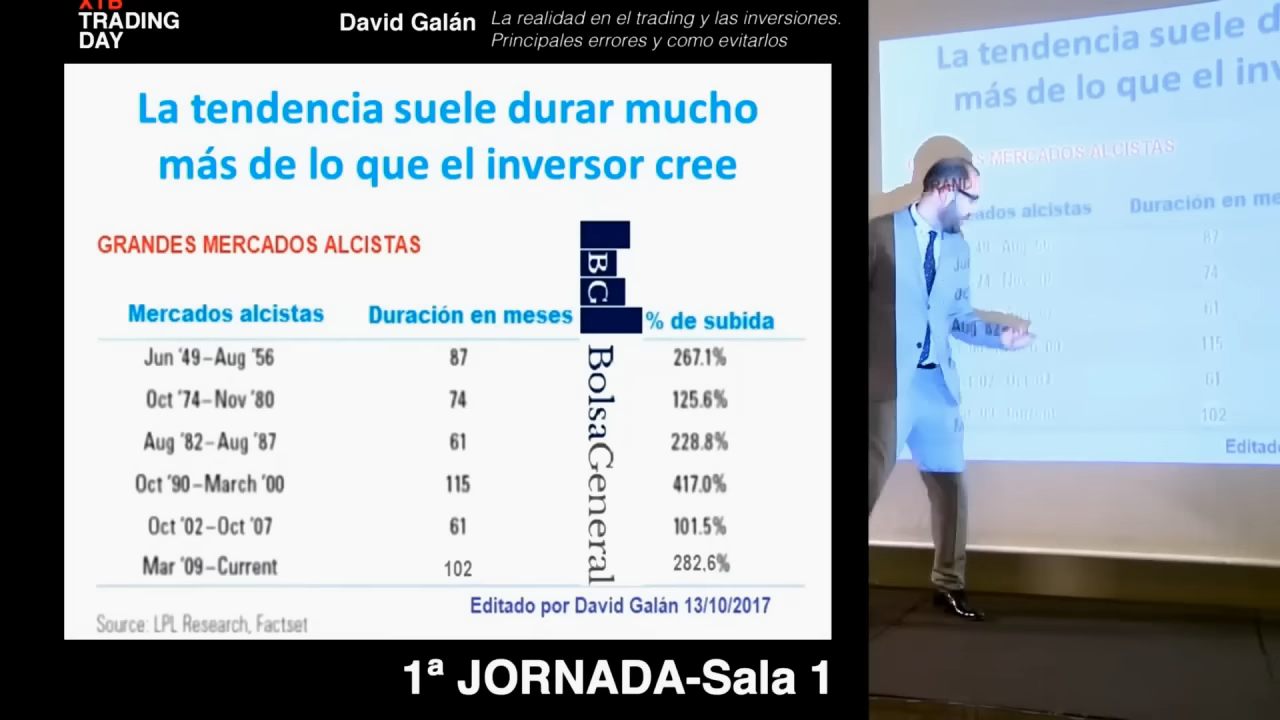 XTB
TRADING
DAY
David Galán
La realidad en el trading y las inversiones.
Principales errores y como evitarlos
La tendencia suele durar mucho
más de lo que el inversor cree
GRANDES MERCADOS ALCISTAS
BG
BolsaGeneral
Mercados alcistas Duración en meses % de subida
Jun '49–Aug '56 87 267.1%
Oct '74–Nov '80 74 125.6%
Aug '82–Aug '87 61 228.8%
Oct '90–March '00 115 417.0%
Oct '02–Oct '07 61 101.5%
Mar '09–Current 102 282,6%
Editado por David Galán 13/10/2017
Source: LPL Research, Factset
1ª JORNADA-Sala 1
La tendencia suele d
más de lo que el inv
S MERCADOS ALCISTAS
RAND
ados alcistas Duración en me
87
74
61
Aug '82 115
61
102
Editado